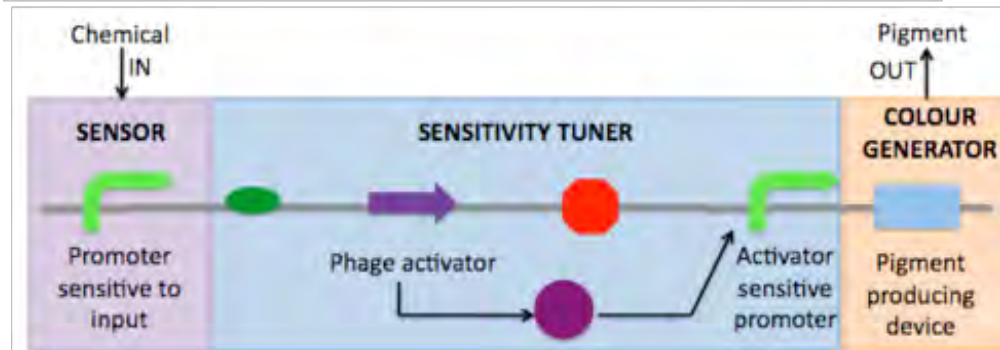 Chemical
IN
Pigment
OUT
SENSOR
SENSITIVITY TUNER
COLOUR
GENERATOR
Promoter
sensitive to
input
Phage activator
Activator
sensitive
promoter
Pigment
producing
device